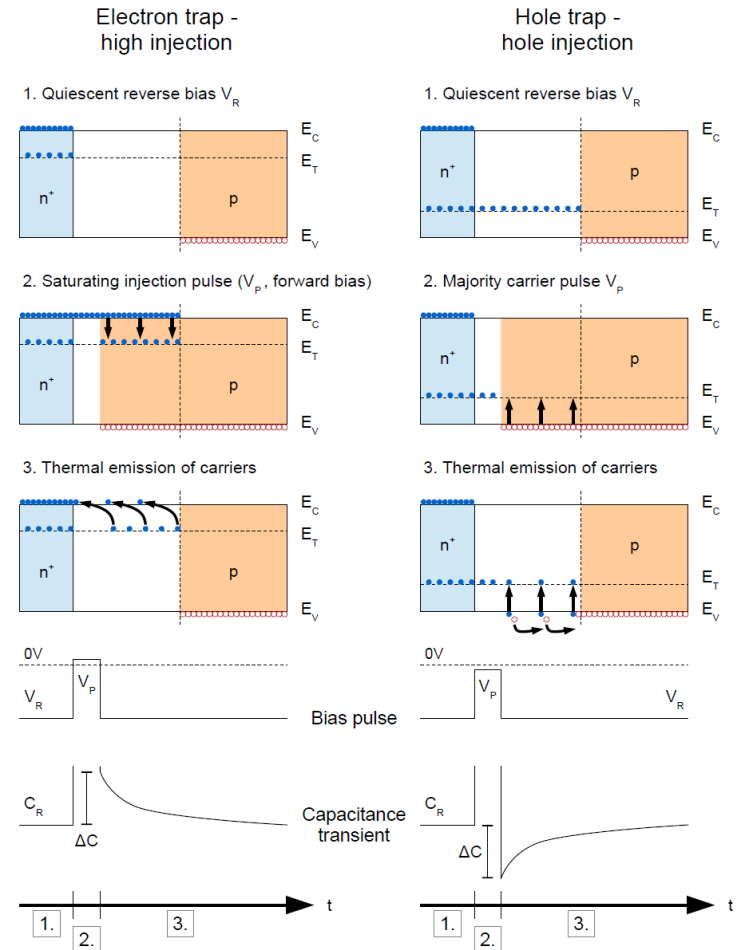 Electron trap -
high injection
1. Quiescent reverse bias V_R
E_C
E_T
n⁺
p
E_V
2. Saturating injection pulse (V_P, forward bias)
E_C
E_T
n⁺
p
E_V
3. Thermal emission of carriers
E_C
E_T
n⁺
p
E_V
0V
V_P
V_R
Bias pulse
C_R
ΔC
Capacitance
transient
t
1.
2.
3.
Hole trap -
hole injection
1. Quiescent reverse bias V_R
E_C
n⁺
p
E_T
E_V
2. Majority carrier pulse V_P
E_C
n⁺
p
E_T
E_V
3. Thermal emission of carriers
E_C
n⁺
p
E_T
E_V
0V
V_P
V_R
C_R
ΔC
t
1.
2.
3.